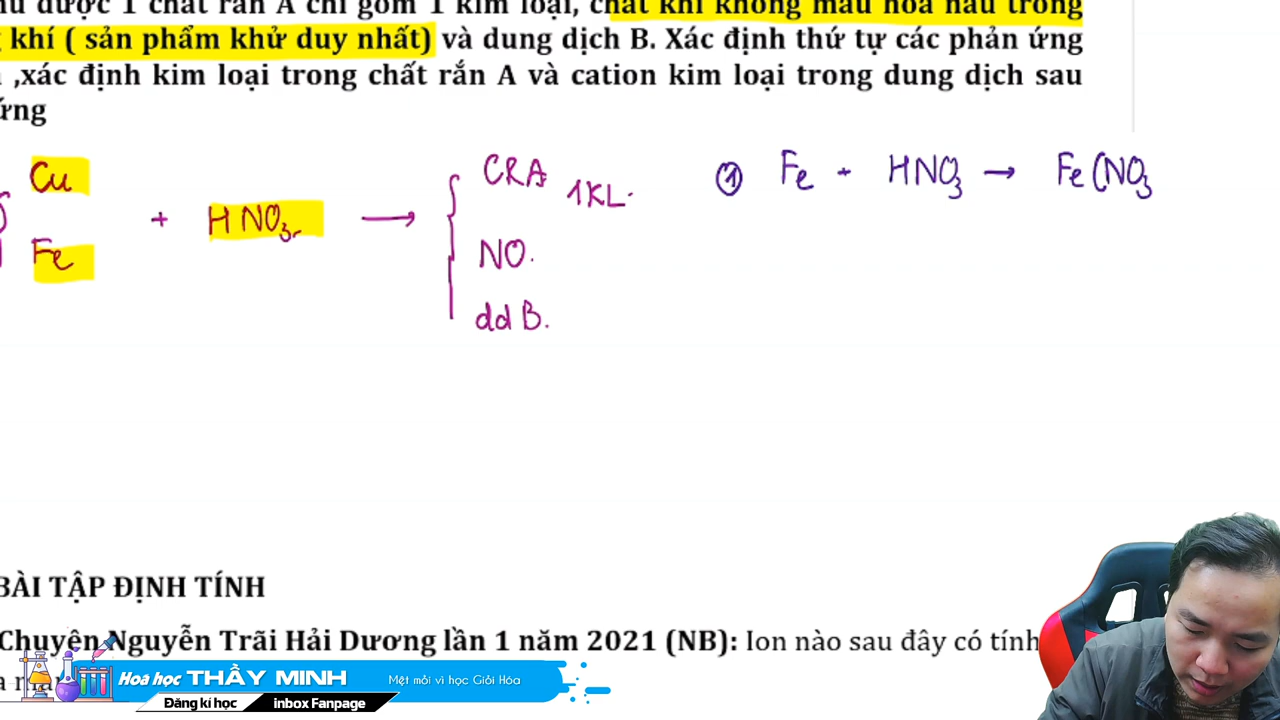 thu được 1 chất rắn A chỉ gồm 1 kim loại, chất khí không màu hóa nâu trong
khí ( sản phẩm khử duy nhất) và dung dịch B. Xác định thứ tự các phản ứng
,xác định kim loại trong chất rắn A và cation kim loại trong dung dịch sau
ứng
Cu
Fe
+ HNO₃ →
CRA 1KL.
NO.
ddB.
① Fe + HNO₃ → Fe(NO₃
BÀI TẬP ĐỊNH TÍNH
Chuyên Nguyễn Trãi Hải Dương lần 1 năm 2021 (NB): Ion nào sau đây có tính
Hoá học THẦY MINH
Mệt mỏi vì học Giỏi Hóa
Đăng kí học inbox Fanpage